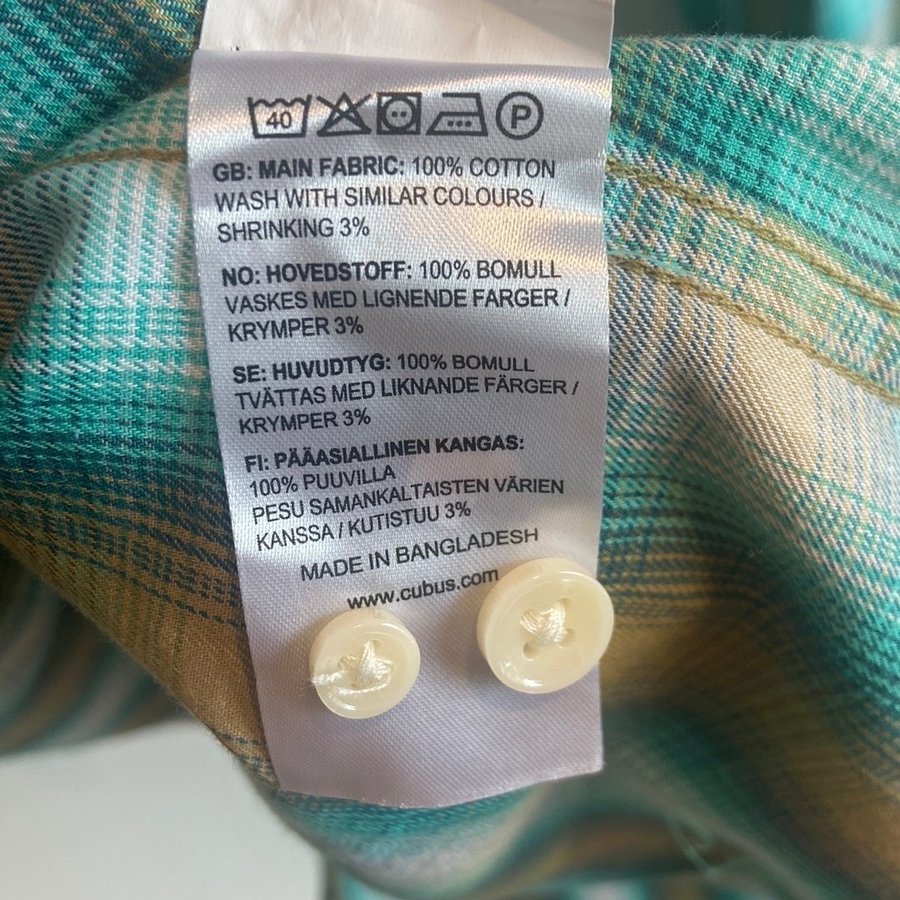 40 P
GB: MAIN FABRIC: 100% COTTON
WASH WITH SIMILAR COLOURS /
SHRINKING 3%
NO: HOVEDSTOFF: 100% BOMULL
VASKES MED LIGNENDE FARGER /
KRYMPER 3%
SE: HUVUDTYG: 100% BOMULL
TVÄTTAS MED LIKNANDE FÄRGER /
KRYMPER 3%
FI: PÄÄASIALLINEN KANGAS:
100% PUUVILLA
PESU SAMANKALTAISTEN VÄRIEN
KANSSA / KUTISTUU 3%
MADE IN BANGLADESH
www.cubus.com